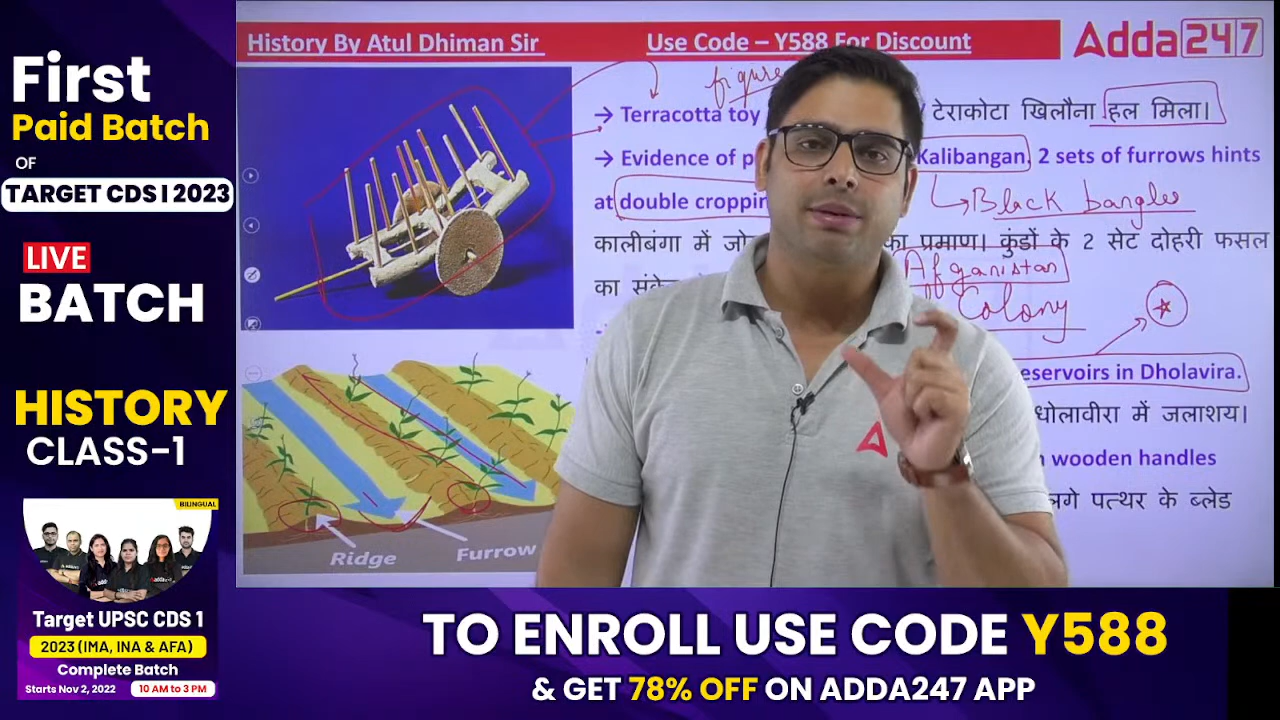 First
Paid Batch
OF
TARGET CDS I 2023
LIVE
BATCH
HISTORY
CLASS-1
BILINGUAL
Target UPSC CDS 1
2023 (IMA, INA & AFA)
Complete Batch
Starts Nov 2, 2022 10 AM to 3 PM
History By Atul Dhiman Sir Use Code – Y588 For Discount
Adda247
figure
→ Terracotta toy टेराकोटा खिलौना हल मिला।
→ Evidence of Kalibangan. 2 sets of furrows hints
Black bangles
at double
कालीबंगा में का प्रमाण। कुंडों के 2 सेट दोहरी फसल
का
Afganistan
Colony
Reservoirs in Dholavira.
धोलावीरा में जलाशय।
wooden handles
लगे पत्थर के ब्लेड
Ridge Furrow
TO ENROLL USE CODE Y588
& GET 78% OFF ON ADDA247 APP